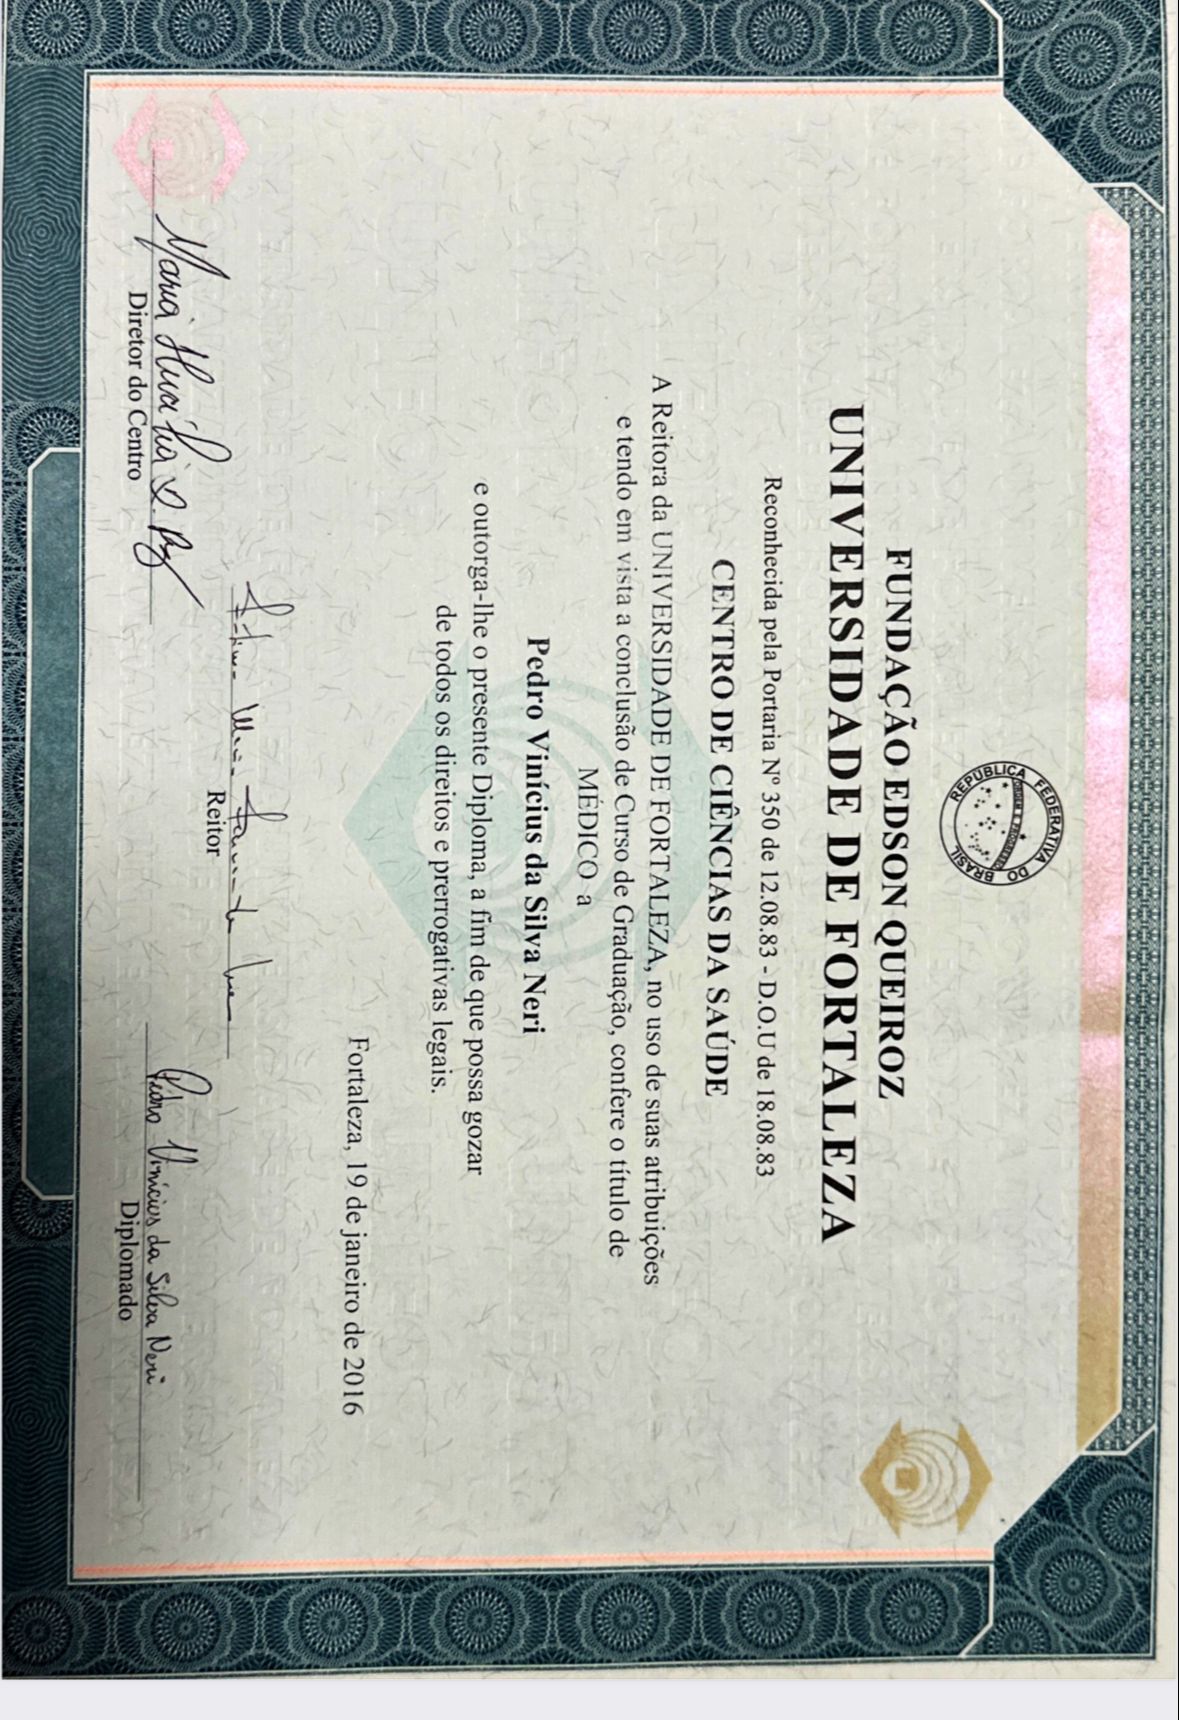 REPÚBLICA FEDERATIVA DO BRASIL
ORDEM E PROGRESSO
FUNDAÇÃO EDSON QUEIROZ
UNIVERSIDADE DE FORTALEZA
Reconhecida pela Portaria Nº 350 de 12.08.83 - D.O.U de 18.08.83
CENTRO DE CIÊNCIAS DA SAÚDE
A Reitora da UNIVERSIDADE DE FORTALEZA, no uso de suas atribuições
e tendo em vista a conclusão de Curso de Graduação, confere o título de
MÉDICO a
Pedro Vinícius da Silva Neri
e outorga-lhe o presente Diploma, a fim de que possa gozar
de todos os direitos e prerrogativas legais.
Fortaleza, 19 de janeiro de 2016
Maria
Diretor do Centro
Reitor
Pedro Vinícius da Silva Neri
Diplomado